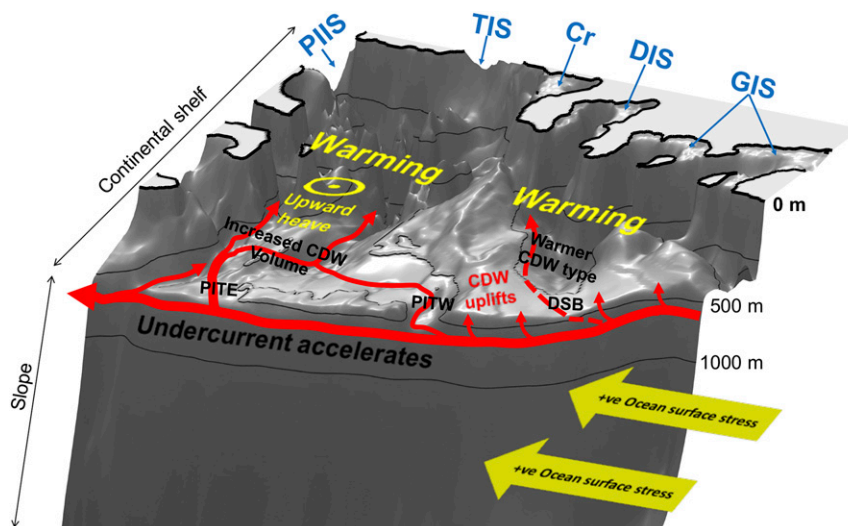 PIIS
TIS
Cr
DIS
GIS
Continental shelf
Warming
Upward
heave
Warming
0 m
Increased CDW
Volume
Warmer
CDW type
PITE
PITW
CDW
uplifts
DSB
500 m
Undercurrent accelerates
1000 m
Slope
+ve Ocean surface stress
+ve Ocean surface stress